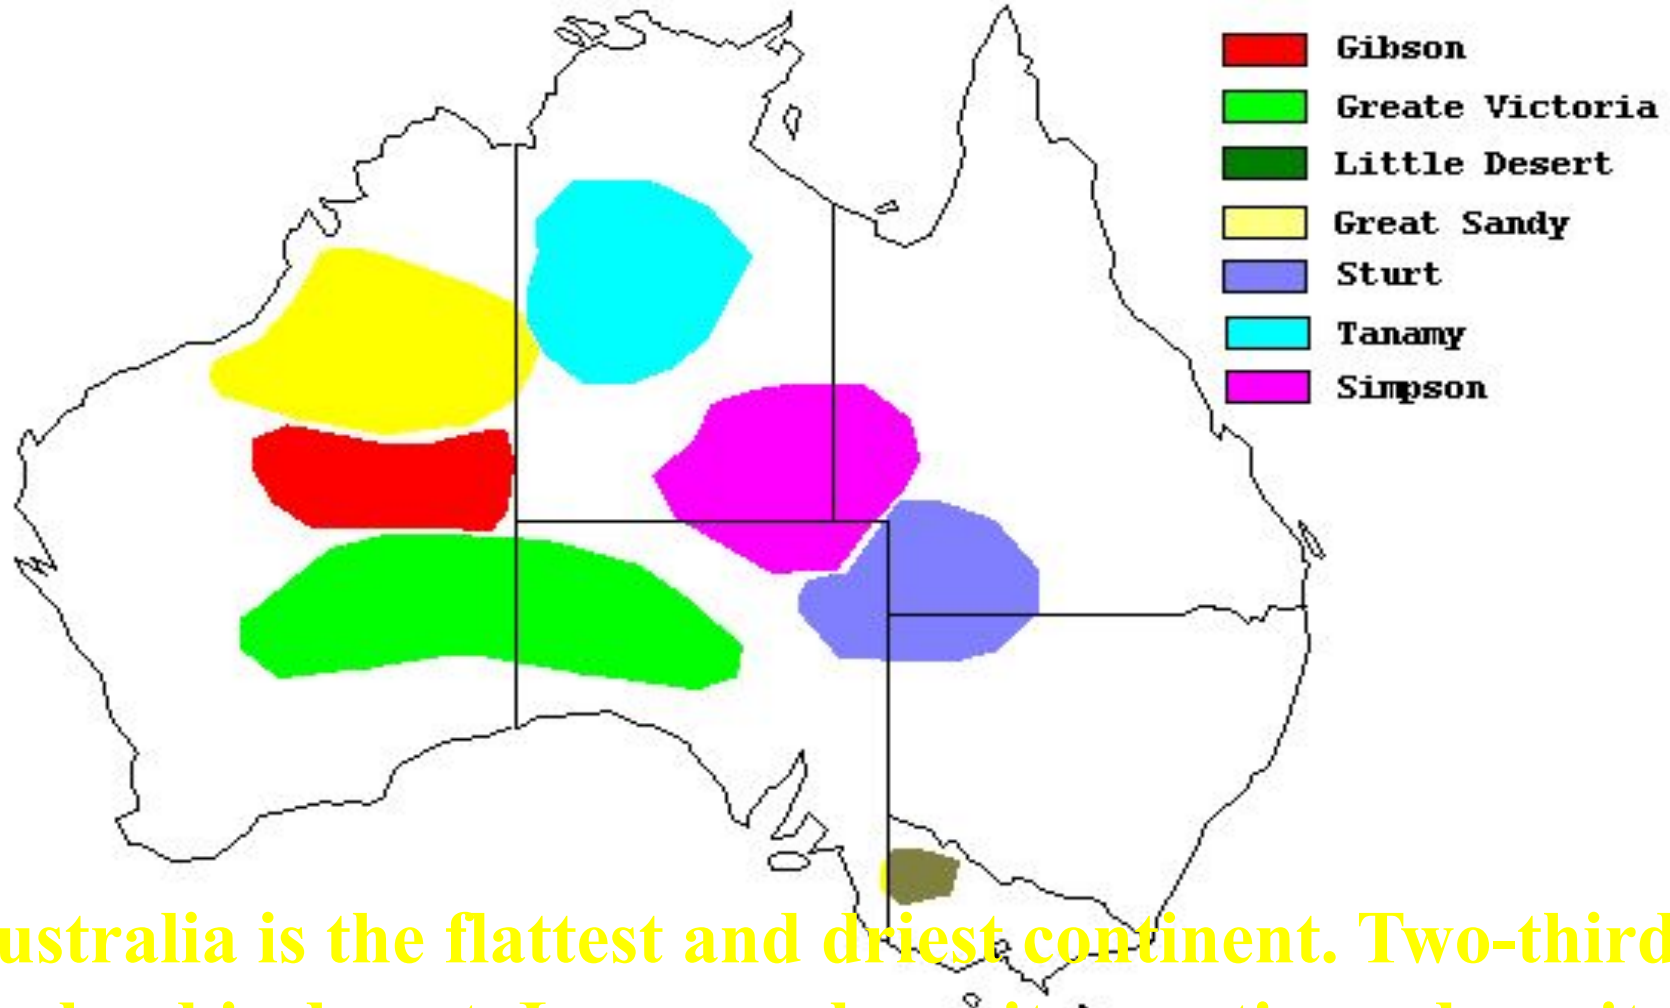 Gibson
Greate Victoria
Little Desert
Great Sandy
Sturt
Tanamy
Simpson
ustralia is the flattest and driest continent. Two-third